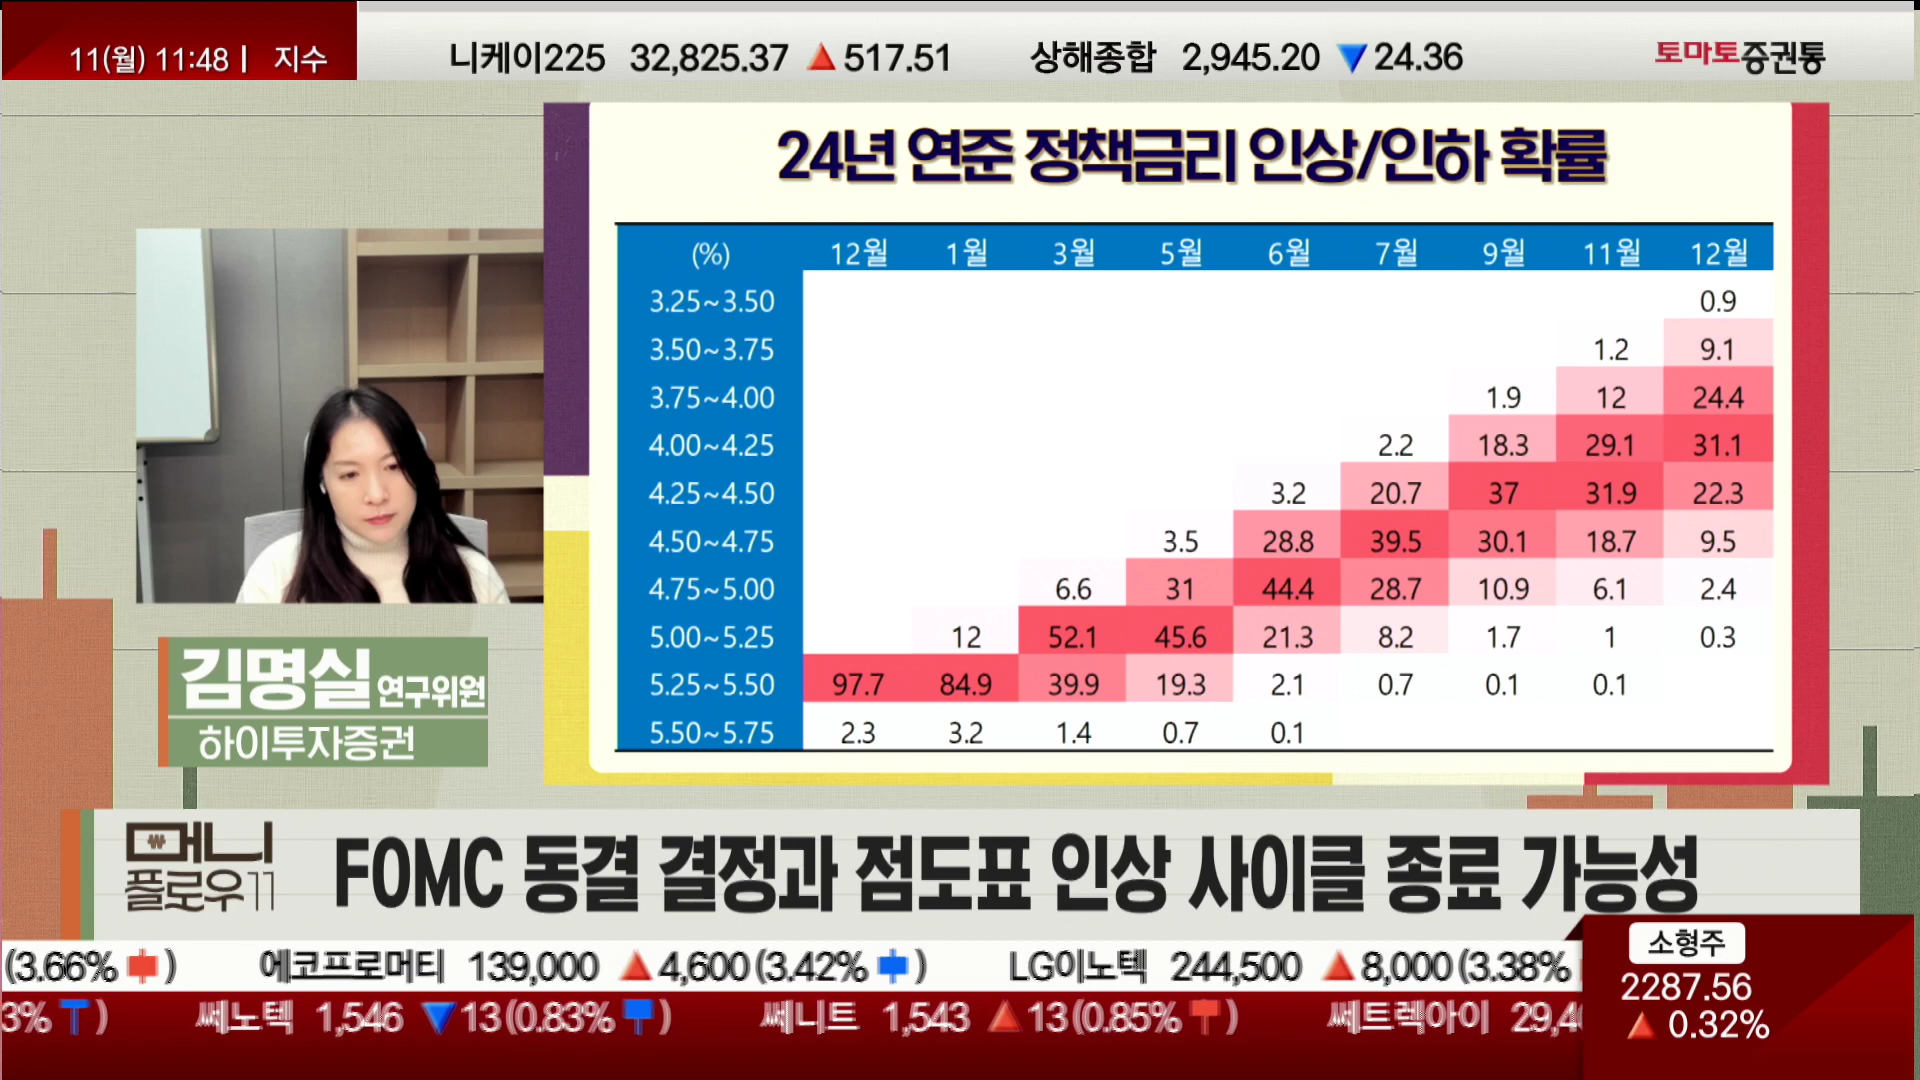 11(월) 11:48 | 지수
니케이225 32,825.37 ▲517.51 상해종합 2,945.20 ▼24.36
토마토증권통
24년 연준 정책금리 인상/인하 확률
(%) 12월 1월 3월 5월 6월 7월 9월 11월 12월
3.25~3.50 0.9
3.50~3.75 1.2 9.1
3.75~4.00 1.9 12 24.4
4.00~4.25 2.2 18.3 29.1 31.1
4.25~4.50 3.2 20.7 37 31.9 22.3
4.50~4.75 3.5 28.8 39.5 30.1 18.7 9.5
4.75~5.00 6.6 31 44.4 28.7 10.9 6.1 2.4
5.00~5.25 12 52.1 45.6 21.3 8.2 1.7 1 0.3
5.25~5.50 97.7 84.9 39.9 19.3 2.1 0.7 0.1 0.1
5.50~5.75 2.3 3.2 1.4 0.7 0.1
김명실 연구위원
하이투자증권
머니
플로우11
FOMC 동결 결정과 점도표 인상 사이클 종료 가능성
(3.66% ) 에코프로머티 139,000 ▲4,600(3.42% ) LG이노텍 244,500 ▲8,000(3.38%
3% ) 쎄노텍 1,546 ▼13(0.83% ) 쎄니트 1,543 ▲13(0.85% ) 쎄트렉아이
소형주
2287.56
▲ 0.32%